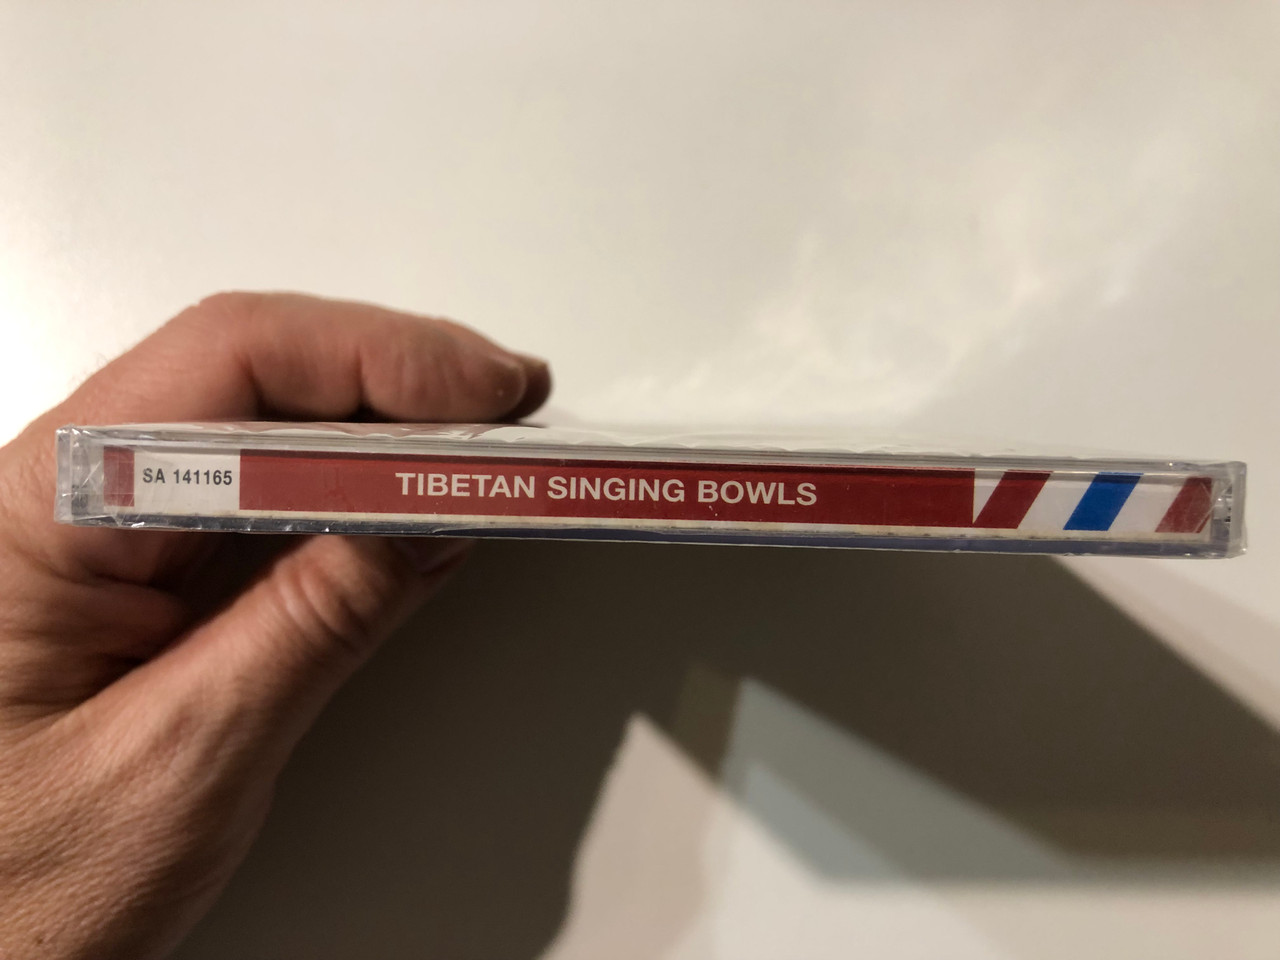 SA 141165 TIBETAN SINGING BOWLS